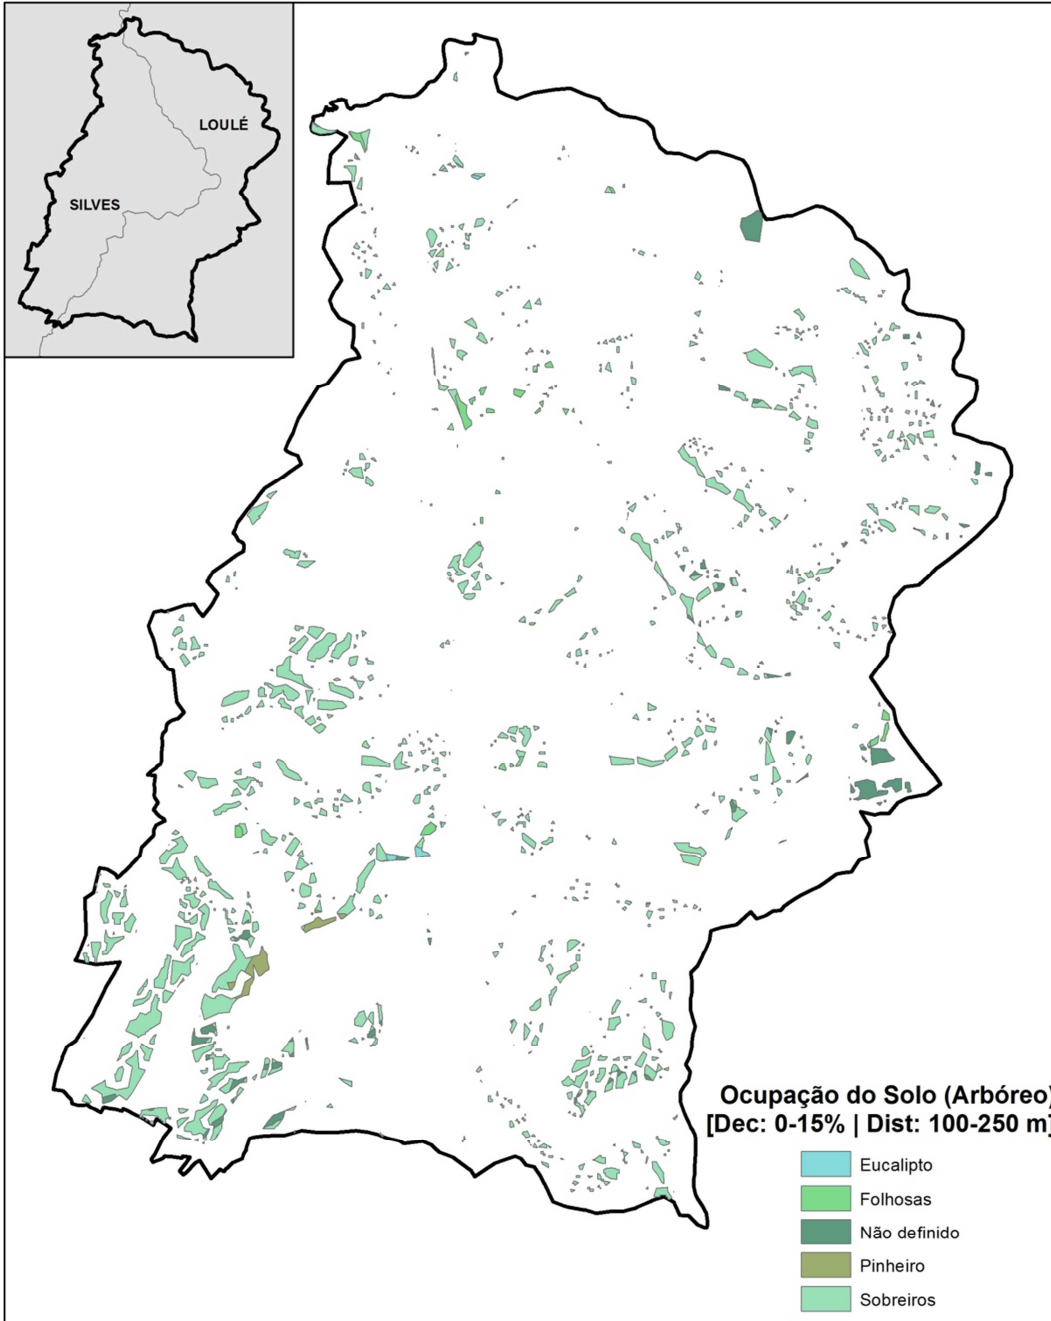 LOULÉ
SILVES
Ocupação do Solo (Arbóreo)
[Dec: 0-15% | Dist: 100-250 m]
Eucalipto
Folhosas
Não definido
Pinheiro
Sobreiros